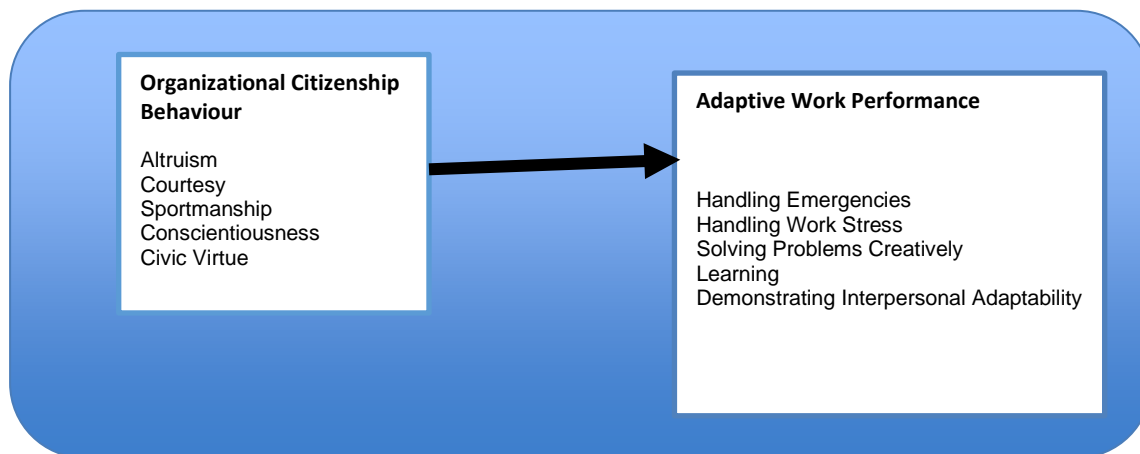 Organizational Citizenship
Behaviour
Altruism
Courtesy
Sportmanship
Conscientiousness
Civic Virtue
Adaptive Work Performance
Handling Emergencies
Handling Work Stress
Solving Problems Creatively
Learning
Demonstrating Interpersonal Adaptability